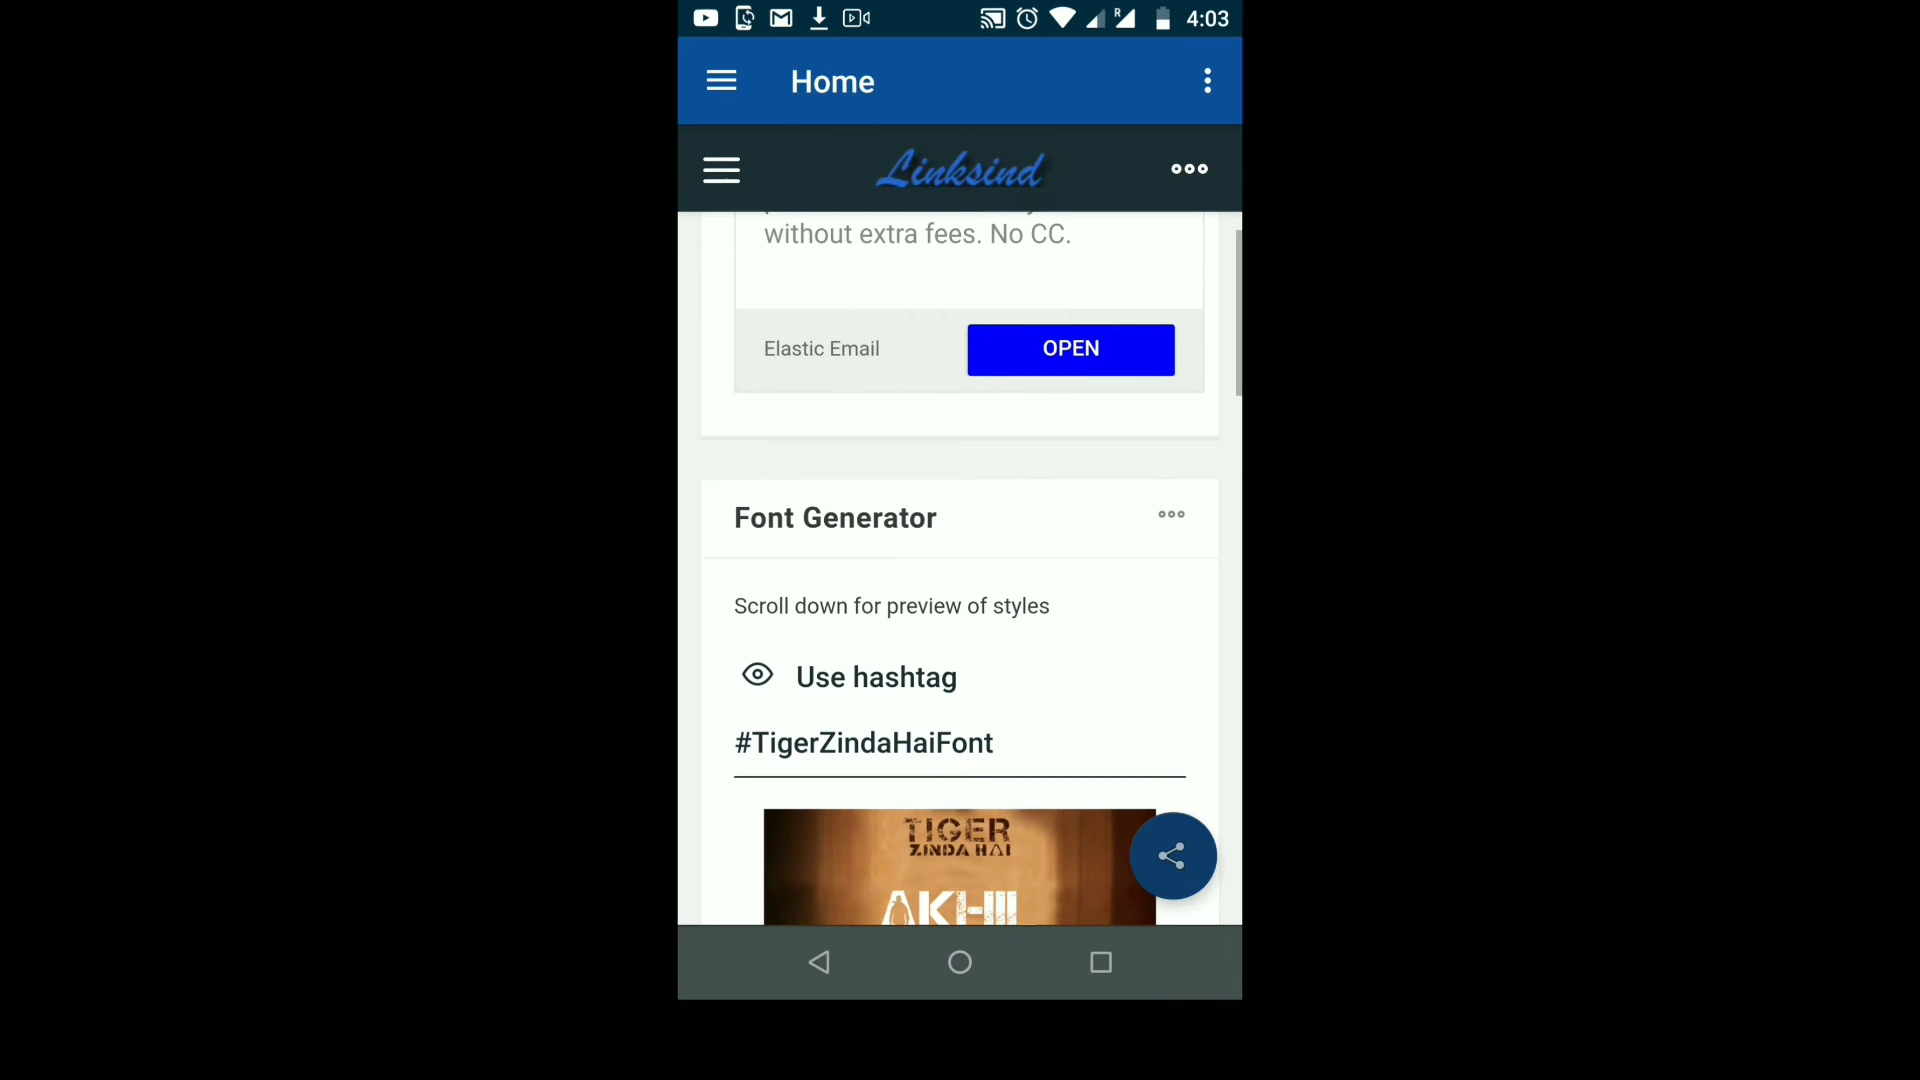 4:03
Home
Linksind
without extra fees. No CC.
Elastic Email
OPEN
Font Generator
Scroll down for preview of styles
Use hashtag
#TigerZindaHaiFont
TIGER
ZINDA HAI